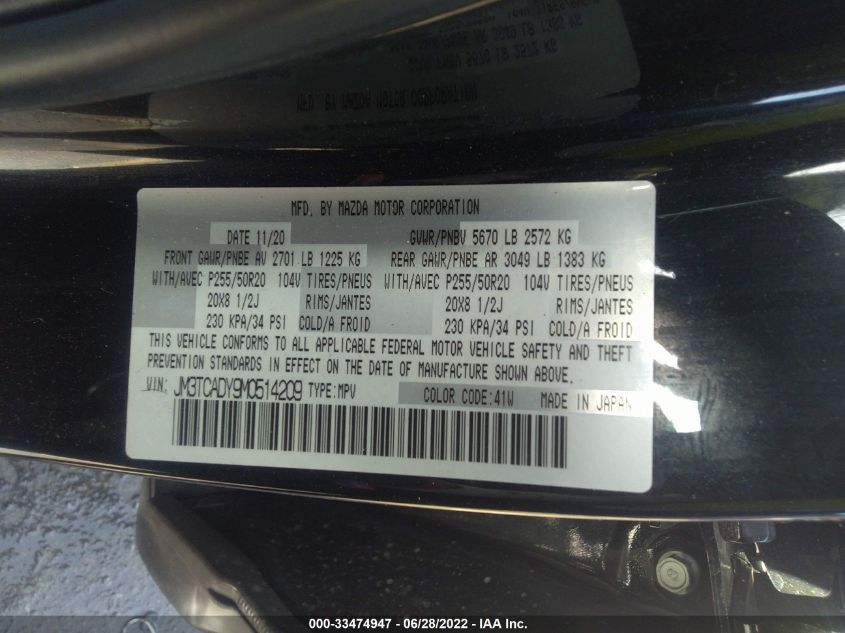 MFD. BY MAZDA MOTOR CORPORATION
DATE 11/20 GVWR/PNBV 5670 LB 2572 KG
FRONT GAWR/PNBE AV 2701 LB 1225 KG REAR GAWR/PNBE AR 3049 LB 1383 KG
WITH/AVEC P255/50R20 104V TIRES/PNEUS WITH/AVEC P255/50R20 104V TIRES/PNEUS
20X8 1/2J RIMS/JANTES 20X8 1/2J RIMS/JANTES
230 KPA/34 PSI COLD/A FROID 230 KPA/34 PSI COLD/A FROID
THIS VEHICLE CONFORMS TO ALL APPLICABLE FEDERAL MOTOR VEHICLE SAFETY AND THEFT
PREVENTION STANDARDS IN EFFECT ON THE DATE OF MANUFACTURE SHOWN ABOVE.
VIN: JM3TCADY9M0514209 TYPE:MPV COLOR CODE:41W MADE IN JAPAN
000-33474947 - 06/28/2022 - IAA Inc.